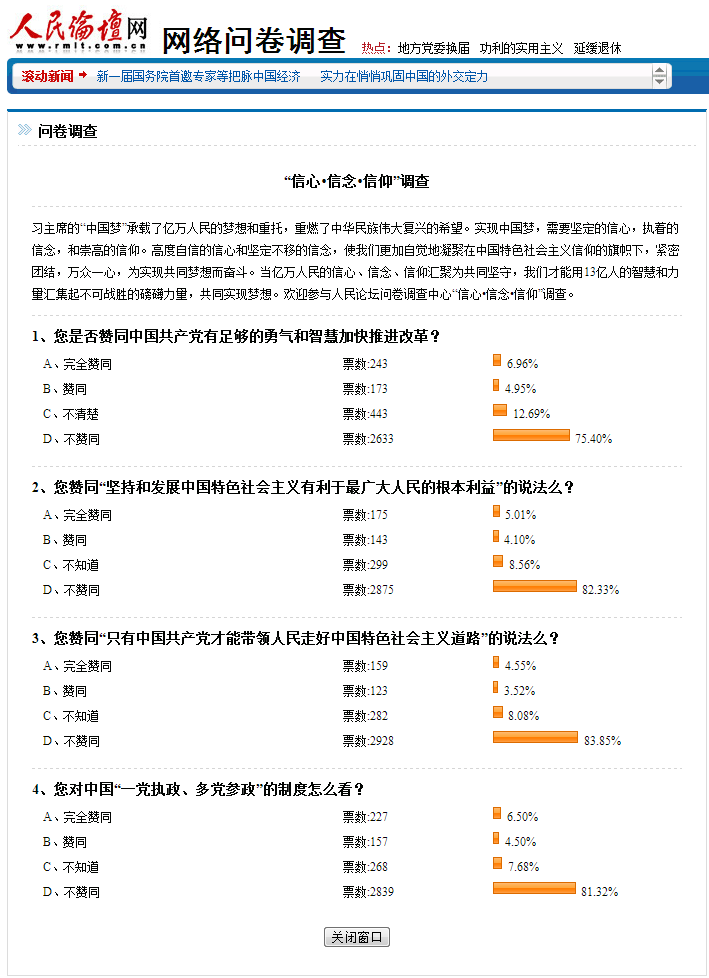 人民论坛网
www.rmlt.com.cn
网络问卷调查
热点：地方党委换届 功利的实用主义 延缓退休
滚动新闻 新一届国务院首邀专家等把脉中国经济 实力在悄悄巩固中国的外交定力
问卷调查
“信心•信念•信仰”调查
习主席的“中国梦”承载了亿万人民的梦想和重托，重燃了中华民族伟大复兴的希望。实现中国梦，需要坚定的信心，执着的
信念，和崇高的信仰。高度自信的信心和坚定不移的信念，使我们更加自觉地凝聚在中国特色社会主义信仰的旗帜下，紧密
团结，万众一心，为实现共同梦想而奋斗。当亿万人民的信心、信念、信仰汇聚为共同坚守，我们才能用13亿人的智慧和力
量汇集起不可战胜的磅礴力量，共同实现梦想。欢迎参与人民论坛问卷调查中心“信心•信念•信仰”调查。
1、您是否赞同中国共产党有足够的勇气和智慧加快推进改革？
A、完全赞同 票数:243 6.96%
B、赞同 票数:173 4.95%
C、不清楚 票数:443 12.69%
D、不赞同 票数:2633 75.40%
2、您赞同“坚持和发展中国特色社会主义有利于最广大人民的根本利益”的说法么？
A、完全赞同 票数:175 5.01%
B、赞同 票数:143 4.10%
C、不知道 票数:299 8.56%
D、不赞同 票数:2875 82.33%
3、您赞同“只有中国共产党才能带领人民走好中国特色社会主义道路”的说法么？
A、完全赞同 票数:159 4.55%
B、赞同 票数:123 3.52%
C、不知道 票数:282 8.08%
D、不赞同 票数:2928 83.85%
4、您对中国“一党执政、多党参政”的制度怎么看？
A、完全赞同 票数:227 6.50%
B、赞同 票数:157 4.50%
C、不知道 票数:268 7.68%
D、不赞同 票数:2839 81.32%
关闭窗口